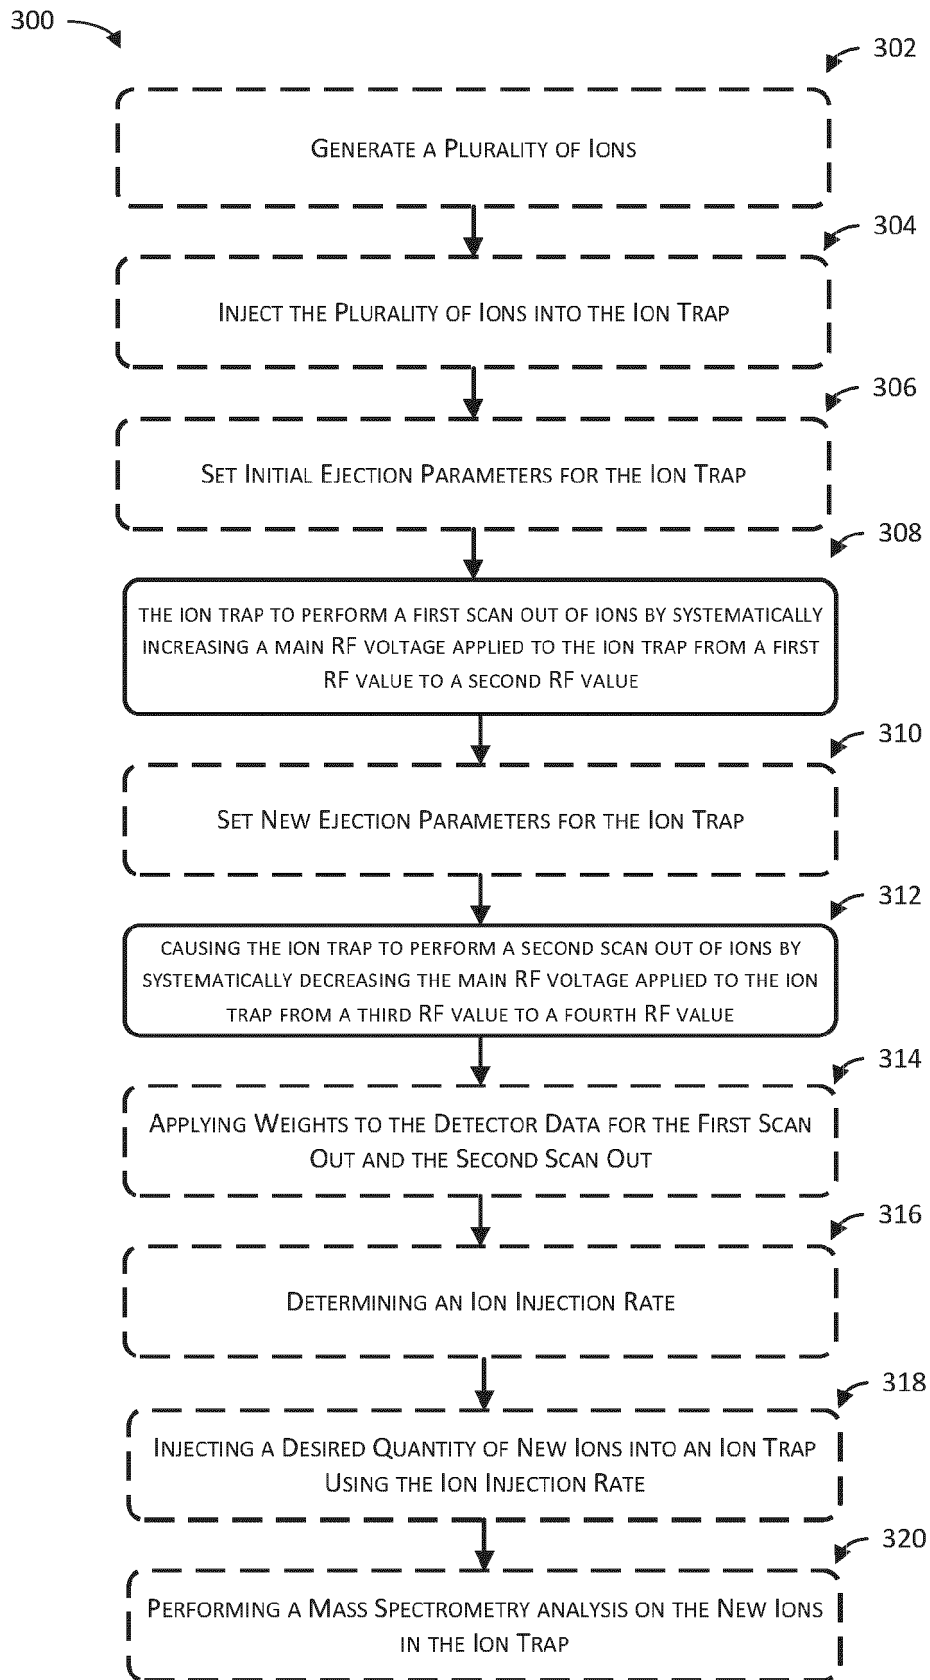 300
302
Generate a Plurality of Ions
304
Inject the Plurality of Ions into the Ion Trap
306
Set Initial Ejection Parameters for the Ion Trap
308
the ion trap to perform a first scan out of ions by systematically
increasing a main RF voltage applied to the ion trap from a first
RF value to a second RF value
310
Set New Ejection Parameters for the Ion Trap
312
causing the ion trap to perform a second scan out of ions by
systematically decreasing the main RF voltage applied to the ion
trap from a third RF value to a fourth RF value
314
Applying Weights to the Detector Data for the First Scan
Out and the Second Scan Out
316
Determining an Ion Injection Rate
318
Injecting a Desired Quantity of New Ions into an Ion Trap
Using the Ion Injection Rate
320
Performing a Mass Spectrometry analysis on the New Ions
in the Ion Trap